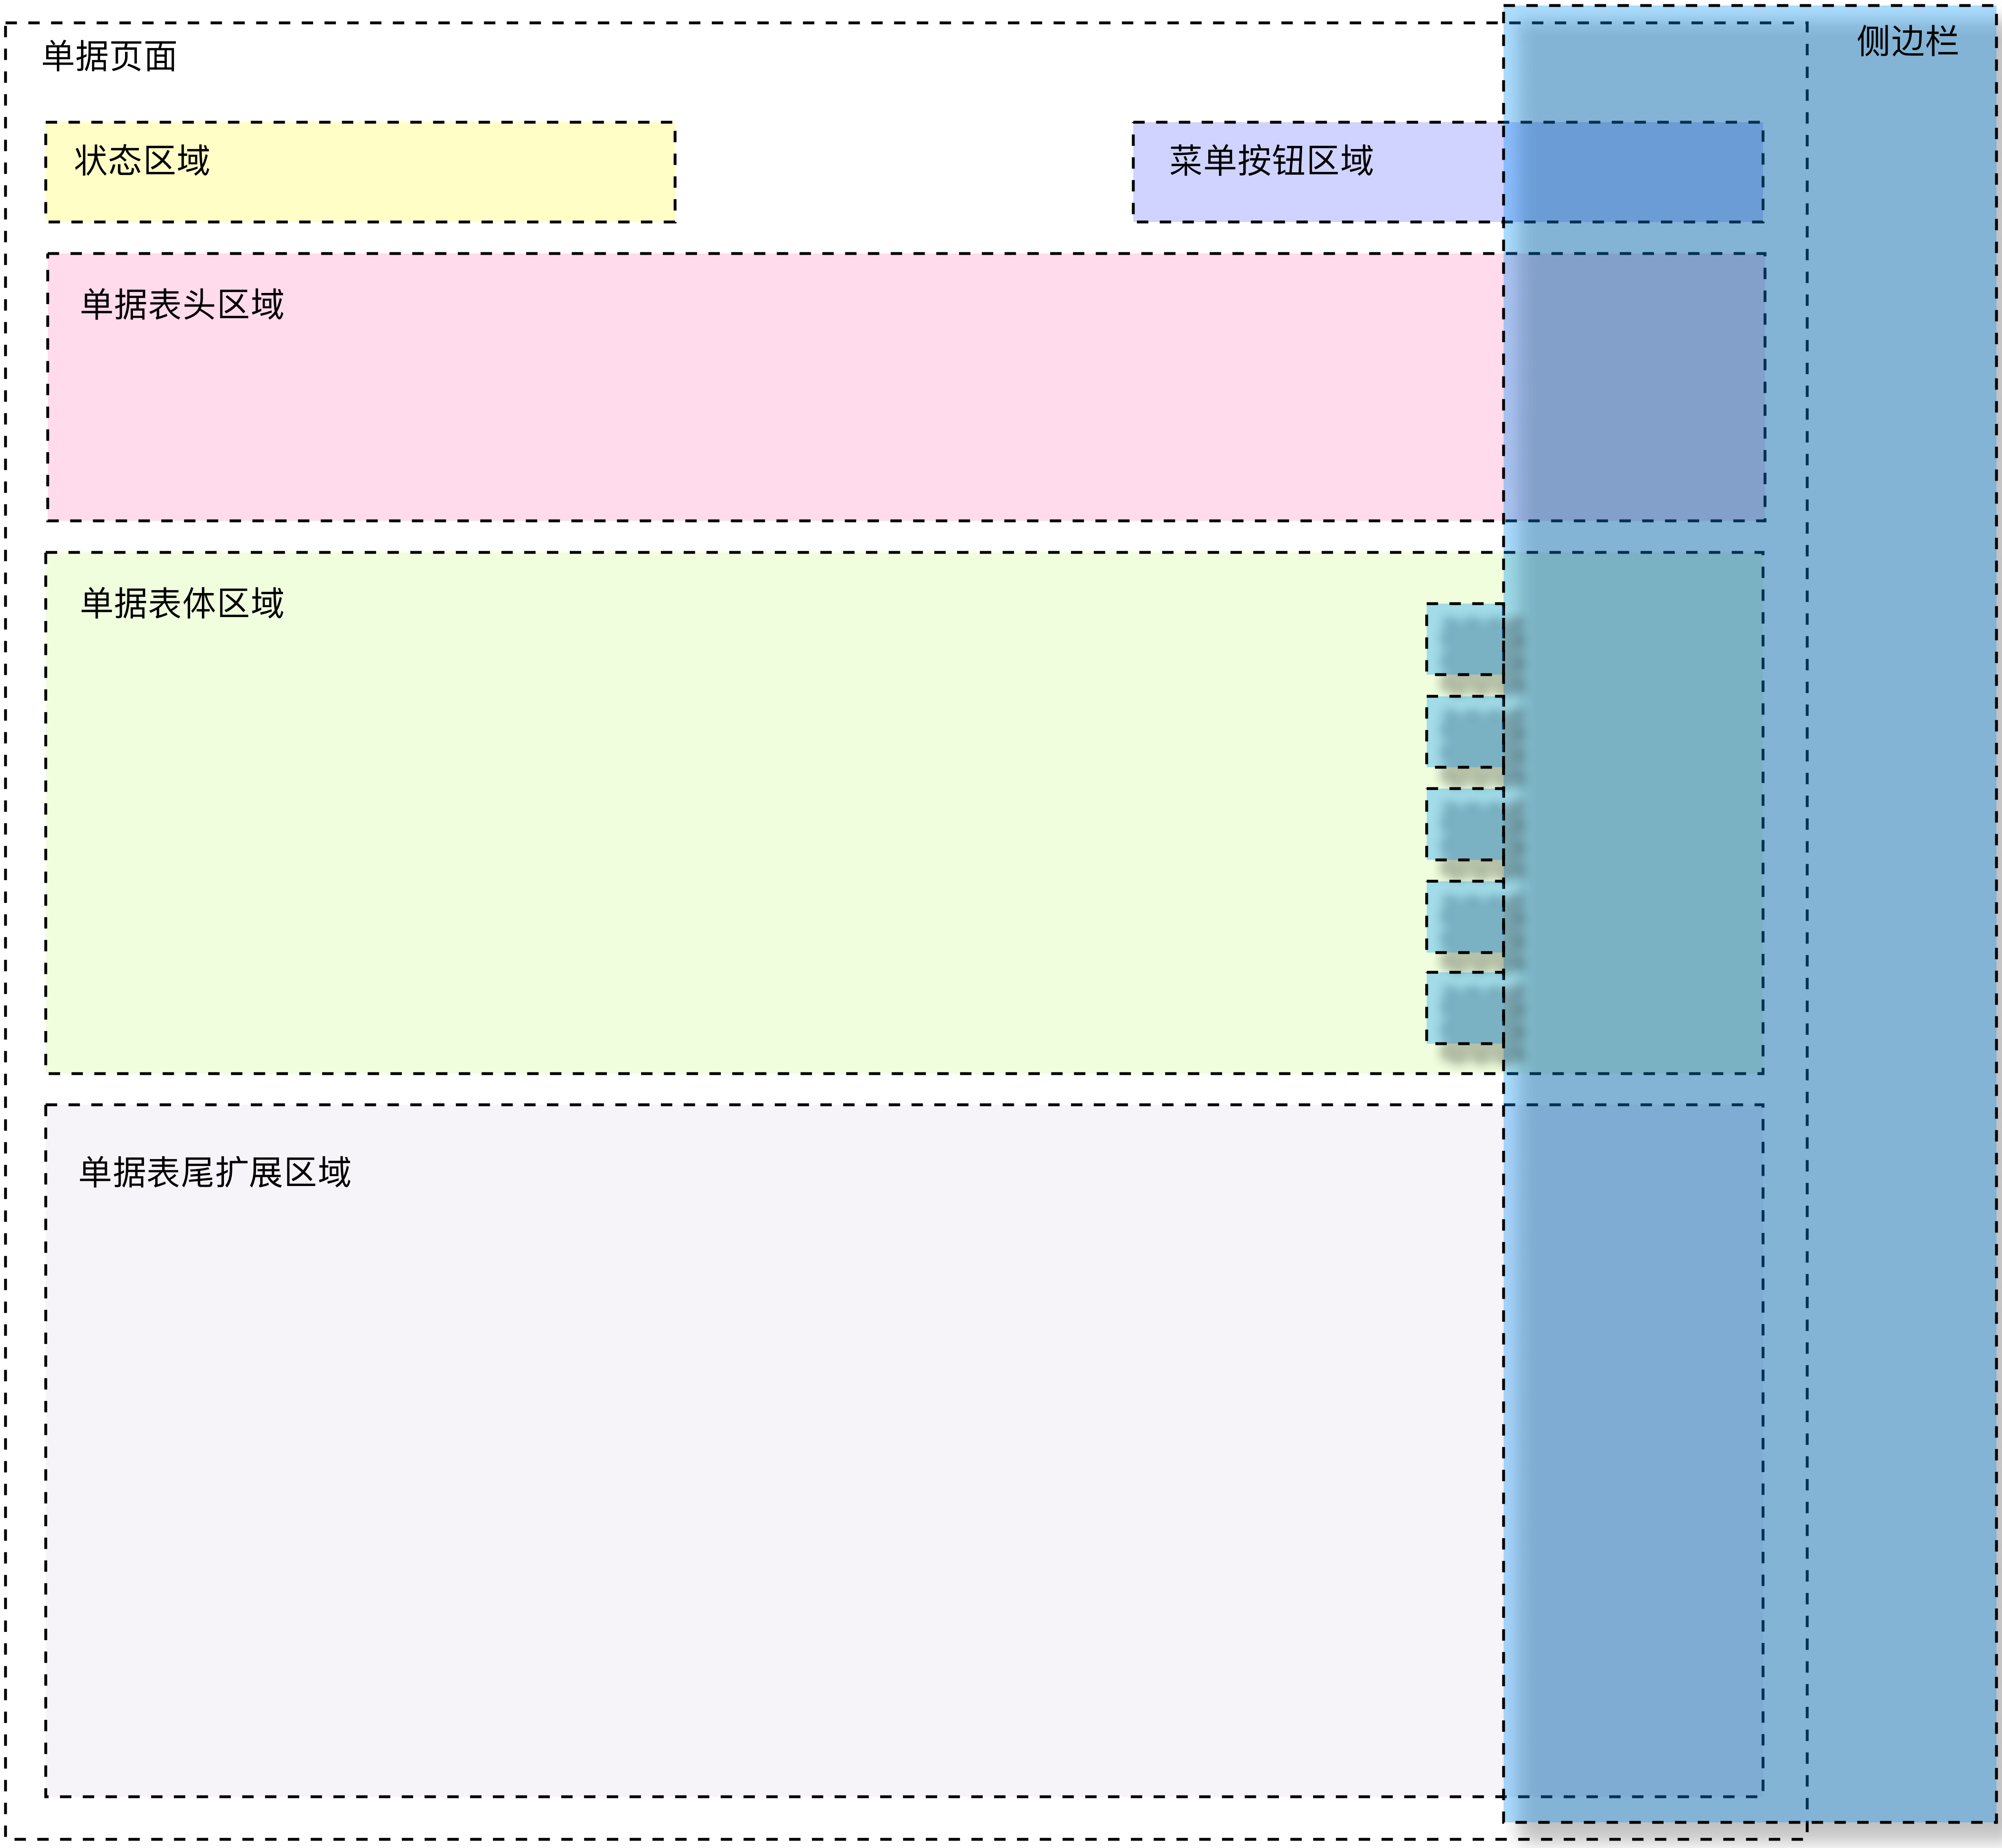 单据页面
侧边栏
状态区域
菜单按钮区域
单据表头区域
单据表体区域
单据表尾扩展区域